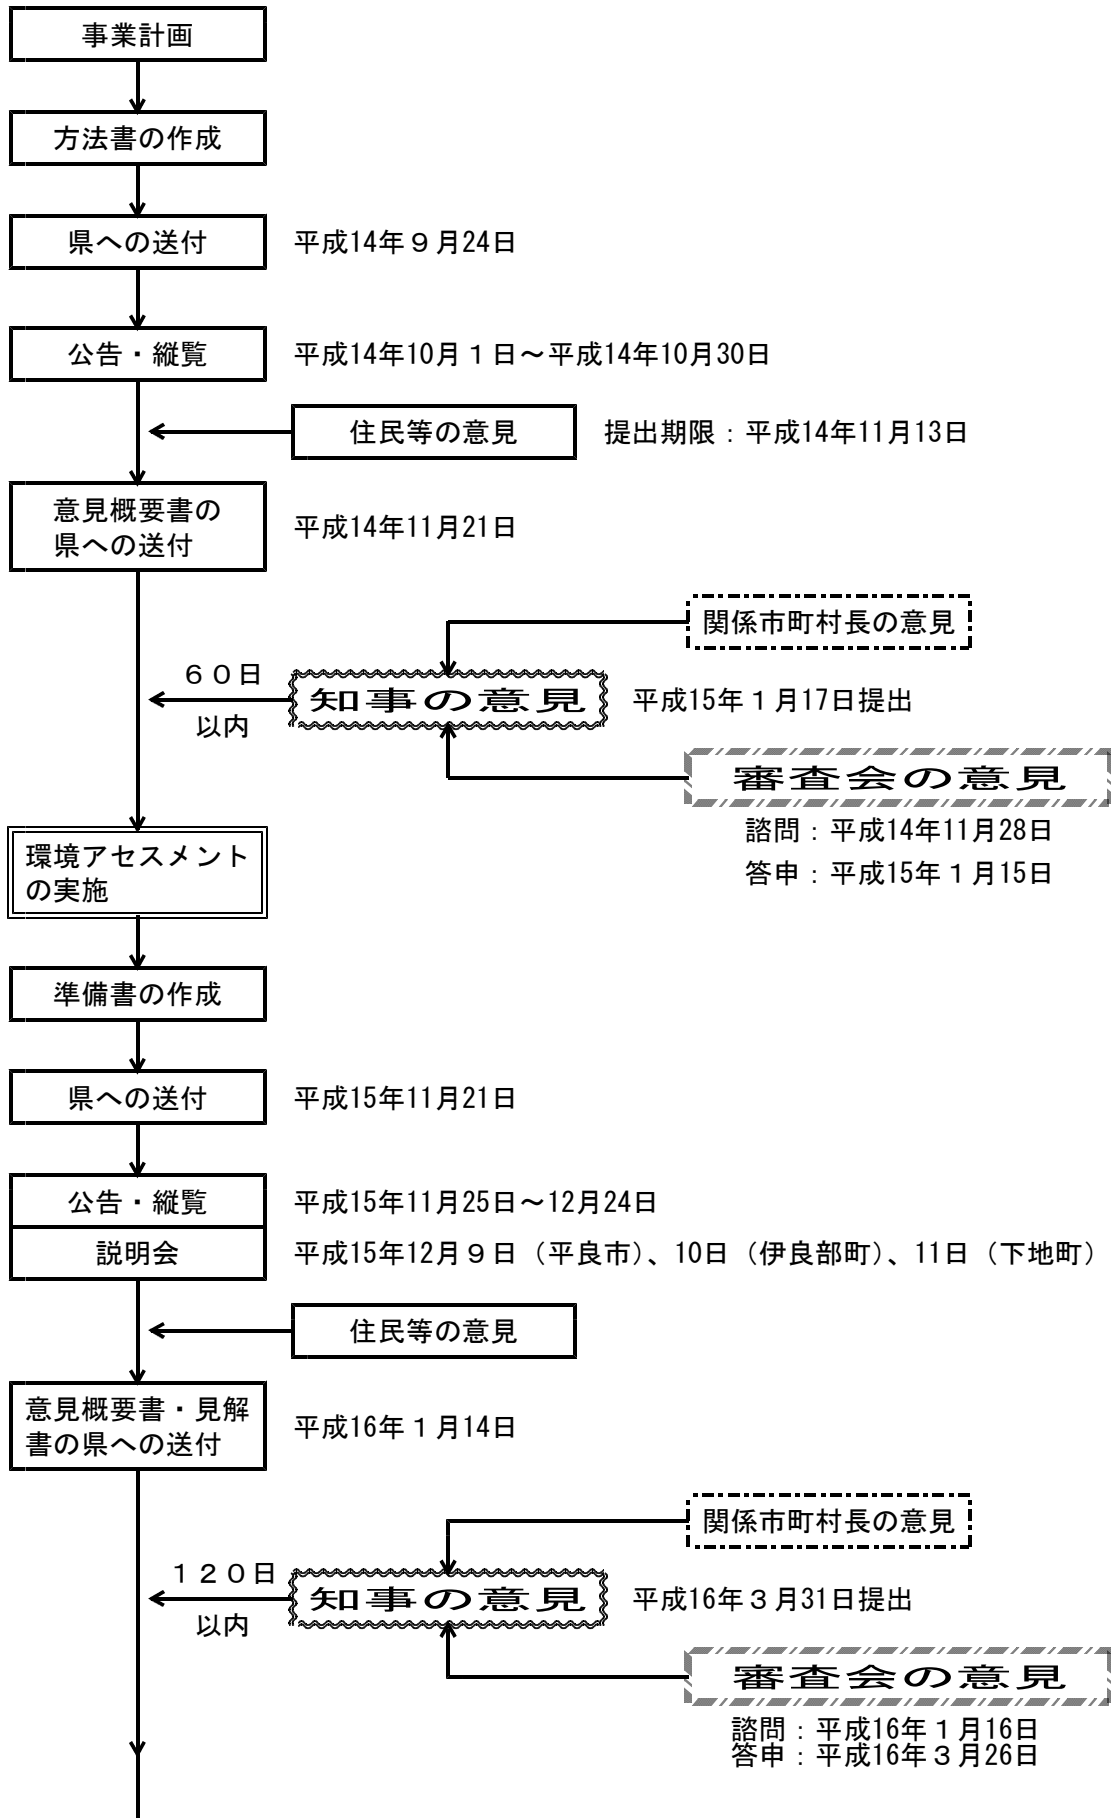 事業計画
方法書の作成
県への送付
平成14年９月24日
公告・縦覧
平成14年10月１日～平成14年10月30日
住民等の意見
提出期限：平成14年11月13日
意見概要書の
県への送付
平成14年11月21日
関係市町村長の意見
６０日
以内
知事の意見
平成15年１月17日提出
審査会の意見
諮問：平成14年11月28日
答申：平成15年１月15日
環境アセスメント
の実施
準備書の作成
県への送付
平成15年11月21日
公告・縦覧
平成15年11月25日～12月24日
説明会
平成15年12月９日（平良市）、10日（伊良部町）、11日（下地町）
住民等の意見
意見概要書・見解
書の県への送付
平成16年１月14日
関係市町村長の意見
１２０日
以内
知事の意見
平成16年３月31日提出
審査会の意見
諮問：平成16年１月16日
答申：平成16年３月26日